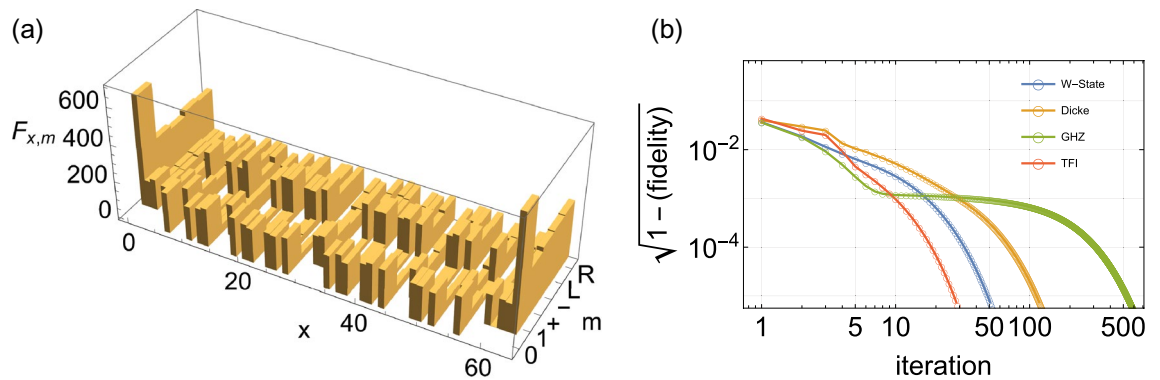 (a)
600
400
200
0
F_{x,m}
0
20
40
60
x
0
1
+
−
L
R
m
(b)
W−State
Dicke
GHZ
TFI
√1 − (fidelity)
10^{-2}
10^{-4}
1 5 10 50 100 500
iteration